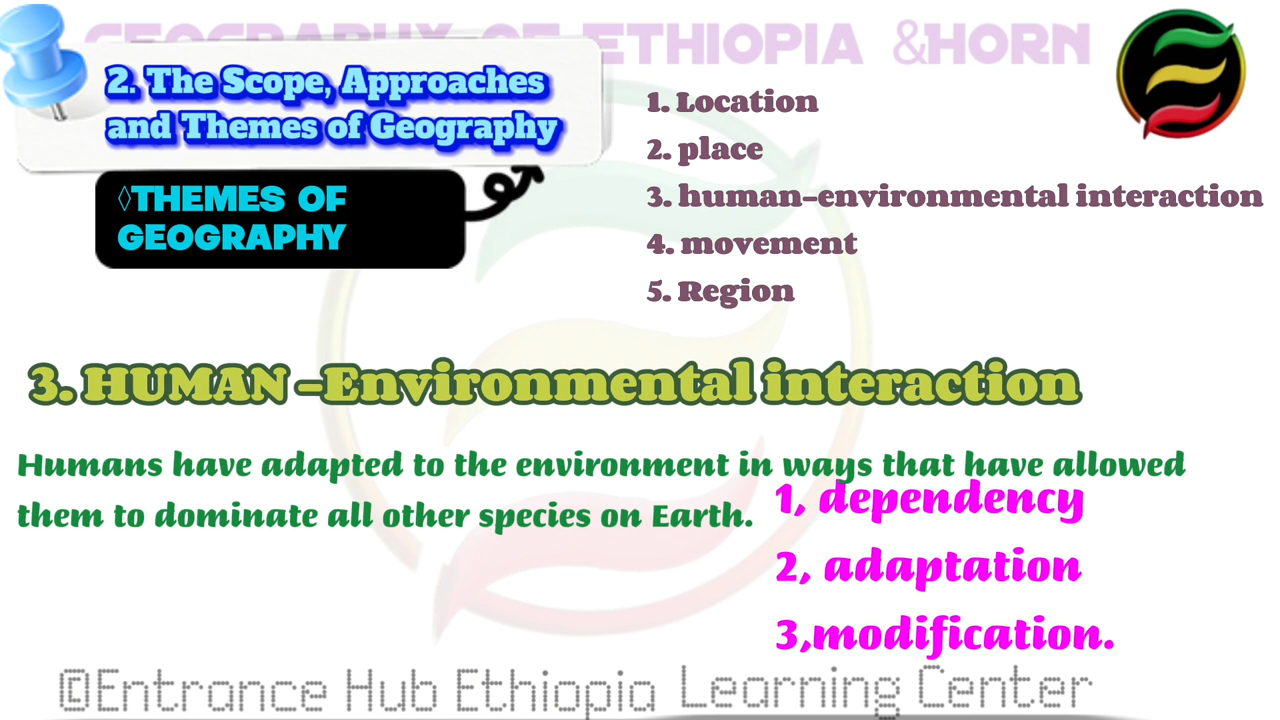 GEOGRAPHY OF ETHIOPIA &HORN
2. The Scope, Approaches
and Themes of Geography
◊THEMES OF
GEOGRAPHY
1. Location
2. place
3. human-environmental interaction
4. movement
5. Region
3. HUMAN -Environmental interaction
Humans have adapted to the environment in ways that have allowed
them to dominate all other species on Earth.
1, dependency
2, adaptation
3,modification.
©Entrance Hub Ethiopia Learning Center